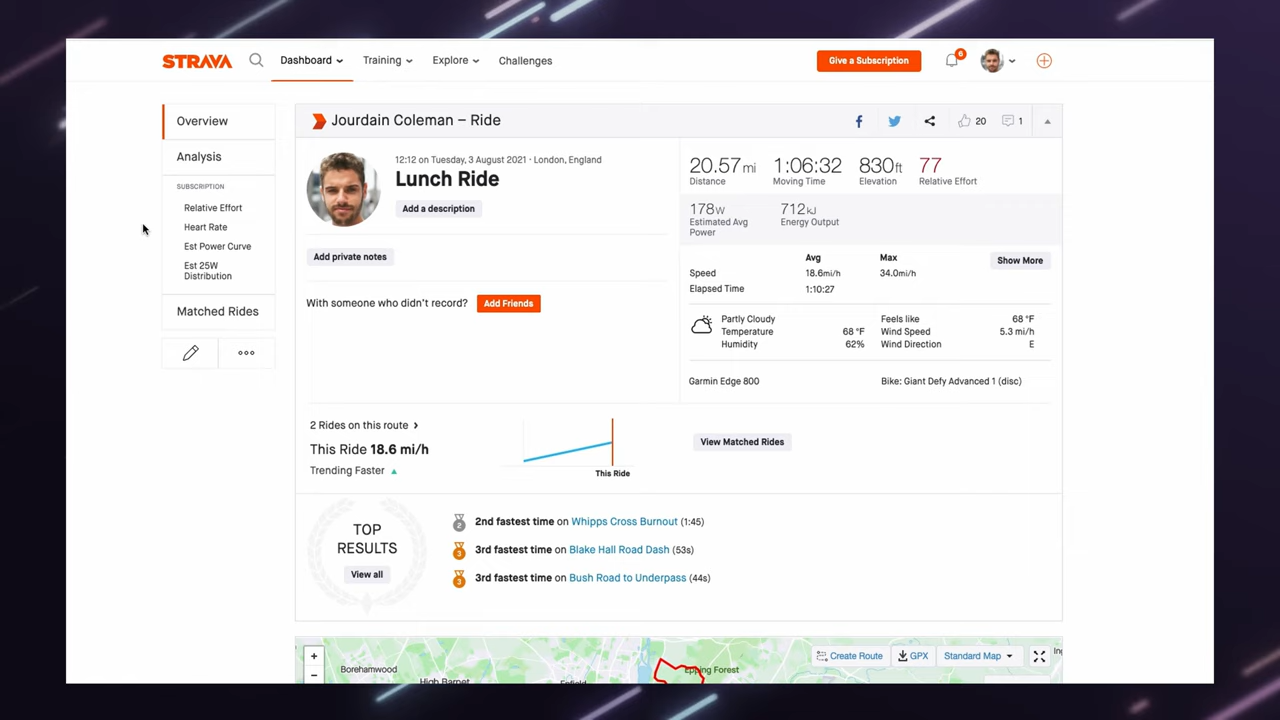 STRAVA
Dashboard
Training
Explore
Challenges
Give a Subscription
6
Overview
Analysis
SUBSCRIPTION
Relative Effort
Heart Rate
Est Power Curve
Est 25W
Distribution
Matched Rides
Jourdain Coleman – Ride
20
1
12:12 on Tuesday, 3 August 2021 · London, England
Lunch Ride
Add a description
Add private notes
With someone who didn't record?
Add Friends
20.57mi
Distance
1:06:32
Moving Time
830ft
Elevation
77
Relative Effort
178W
Estimated Avg
Power
712kJ
Energy Output
Avg
Max
Show More
Speed
18.6mi/h
34.0mi/h
Elapsed Time
1:10:27
Partly Cloudy
Temperature
68 °F
Humidity
62%
Feels like
68 °F
Wind Speed
5.3 mi/h
Wind Direction
E
Garmin Edge 800
Bike: Giant Defy Advanced 1 (disc)
2 Rides on this route
This Ride 18.6 mi/h
Trending Faster
This Ride
View Matched Rides
TOP
RESULTS
View all
2
2nd fastest time on Whipps Cross Burnout (1:45)
3
3rd fastest time on Blake Hall Road Dash (53s)
3
3rd fastest time on Bush Road to Underpass (44s)
+
−
Borehamwood
High Barnet
Enfield
Epping Forest
Create Route
GPX
Standard Map